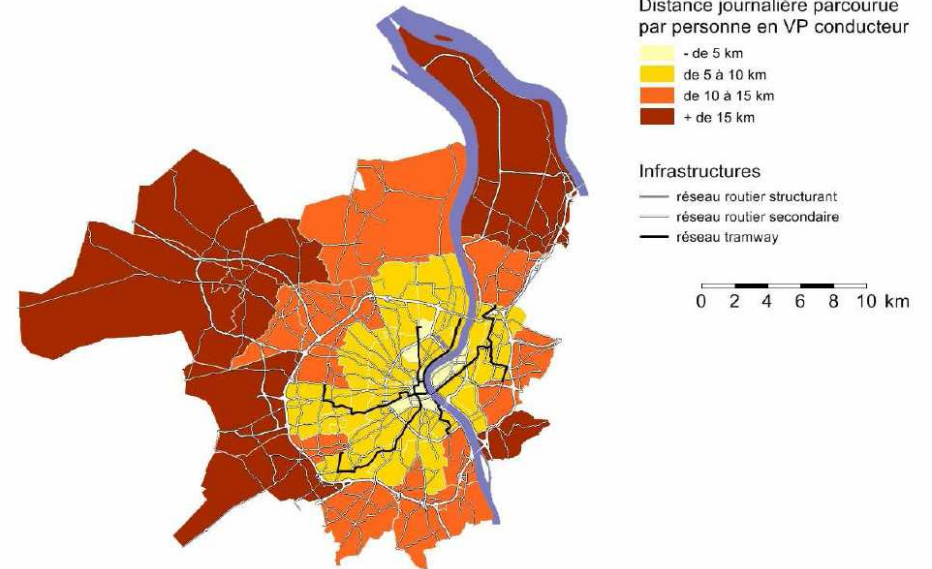 Distance journalière parcourue
par personne en VP conducteur
- de 5 km
de 5 à 10 km
de 10 à 15 km
+ de 15 km
Infrastructures
réseau routier structurant
réseau routier secondaire
réseau tramway
0 2 4 6 8 10 km